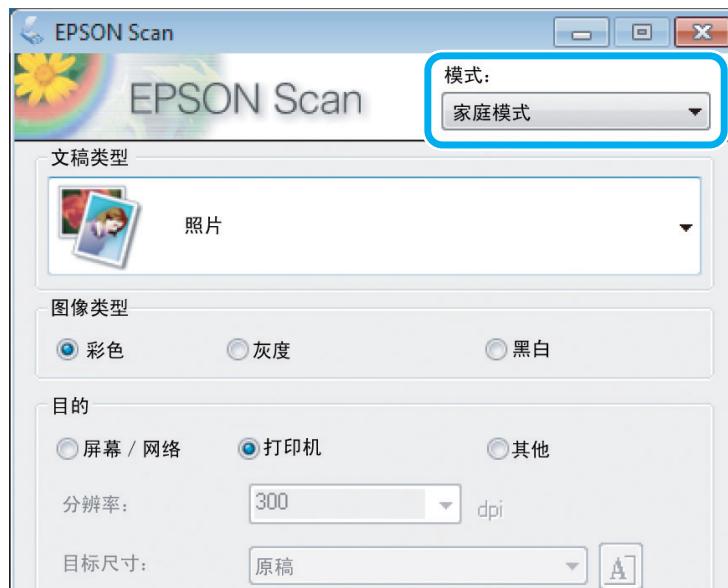 EPSON Scan
EPSON Scan
模式：
家庭模式
文稿类型
照片
图像类型
彩色 灰度 黑白
目的
屏幕 / 网络 打印机 其他
分辨率： 300 dpi
目标尺寸： 原稿 A